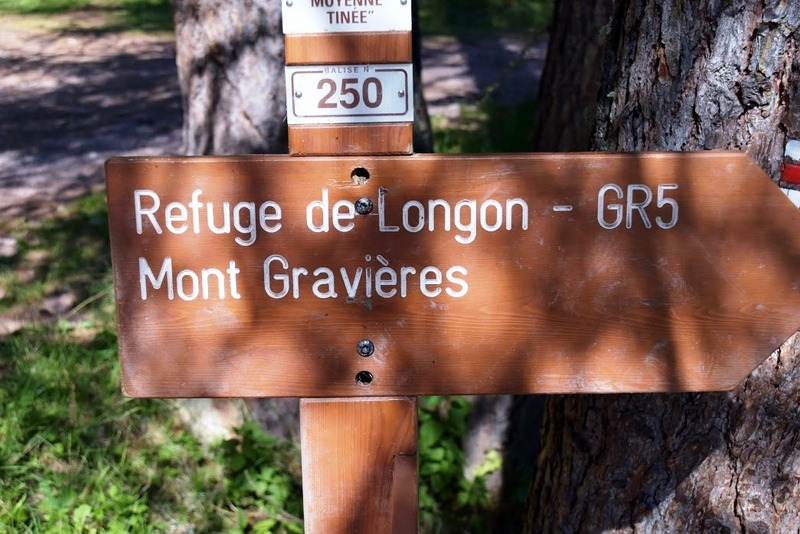 MOYENNE
TINÉE"
BALISE N°
250
Refuge de Longon - GR5
Mont Gravières